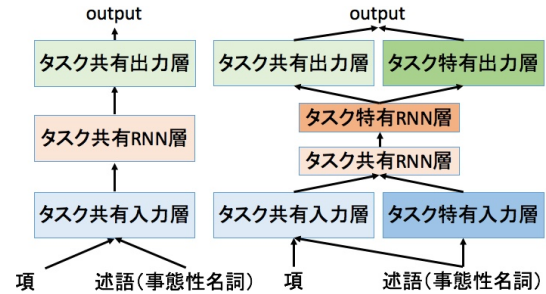 output
タスク共有出力層
タスク共有RNN層
タスク共有入力層
項
述語(事態性名詞)
output
タスク共有出力層
タスク特有出力層
タスク特有RNN層
タスク共有RNN層
タスク共有入力層
タスク特有入力層
項
述語(事態性名詞)